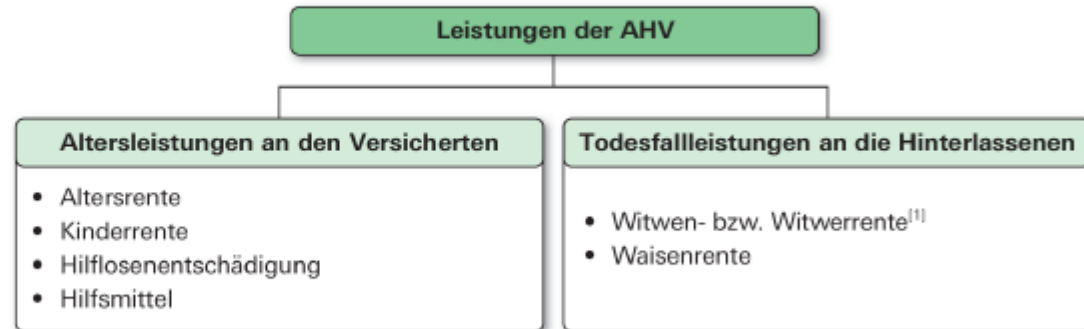 Leistungen der AHV
Altersleistungen an den Versicherten
• Altersrente
• Kinderrente
• Hilflosenentschädigung
• Hilfsmittel
Todesfallleistungen an die Hinterlassenen
• Witwen- bzw. Witwerrente[1]
• Waisenrente